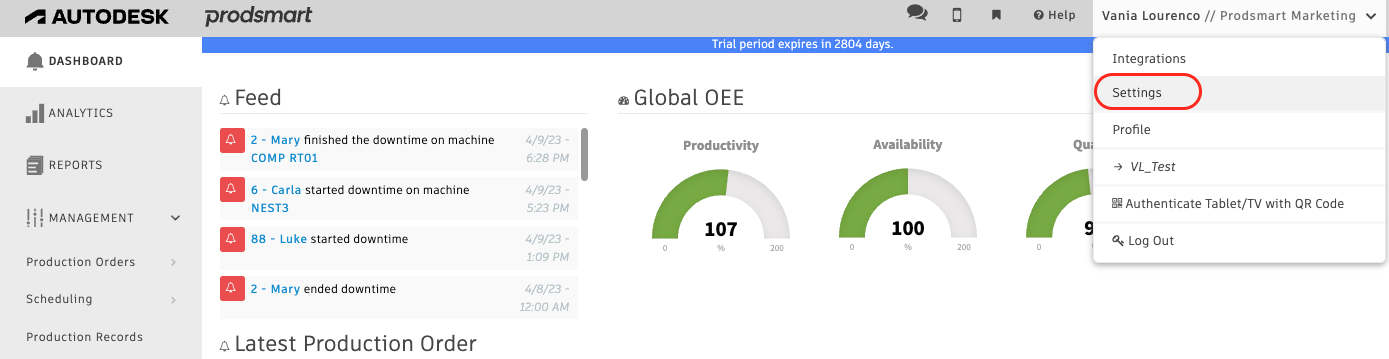 AUTODESK prodsmart
Help
Vania Lourenco // Prodsmart Marketing
Trial period expires in 2804 days.
DASHBOARD
ANALYTICS
REPORTS
MANAGEMENT
Production Orders
Scheduling
Production Records
Feed
2 - Mary finished the downtime on machine
COMP RT01
4/9/23 -
6:28 PM
6 - Carla started downtime on machine
NEST3
4/9/23 -
5:23 PM
88 - Luke started downtime
4/9/23 -
1:09 PM
2 - Mary ended downtime
4/8/23 -
12:00 AM
Latest Production Order
Global OEE
Productivity
107
0 % 200
Availability
100
0 % 200
0
Integrations
Settings
Profile
→ VL_Test
Authenticate Tablet/TV with QR Code
Log Out